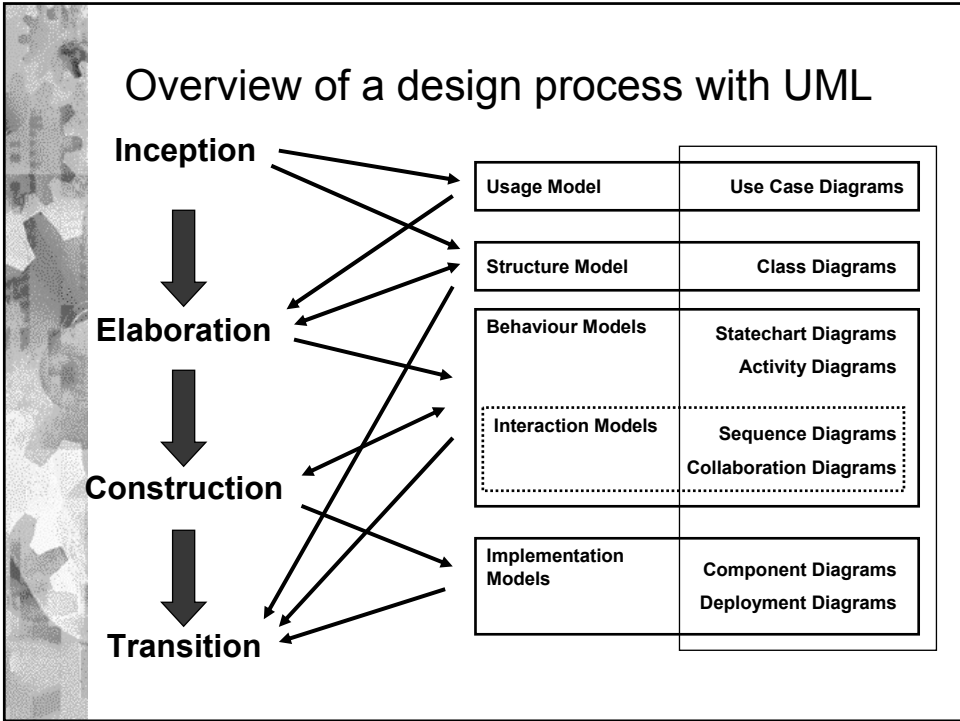 Overview of a design process with UML
Inception
Elaboration
Construction
Transition
Usage Model
Use Case Diagrams
Structure Model
Class Diagrams
Behaviour Models
Statechart Diagrams
Activity Diagrams
Interaction Models
Sequence Diagrams
Collaboration Diagrams
Implementation
Models
Component Diagrams
Deployment Diagrams